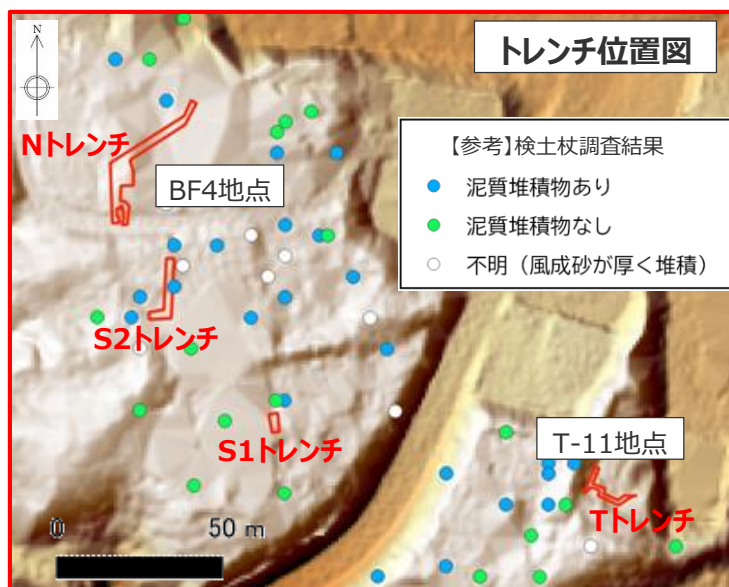 N
トレンチ位置図
Nトレンチ
BF4地点
【参考】検土杖調査結果
泥質堆積物あり
泥質堆積物なし
不明（風成砂が厚く堆積）
S2トレンチ
S1トレンチ
T-11地点
Tトレンチ
0 50 m